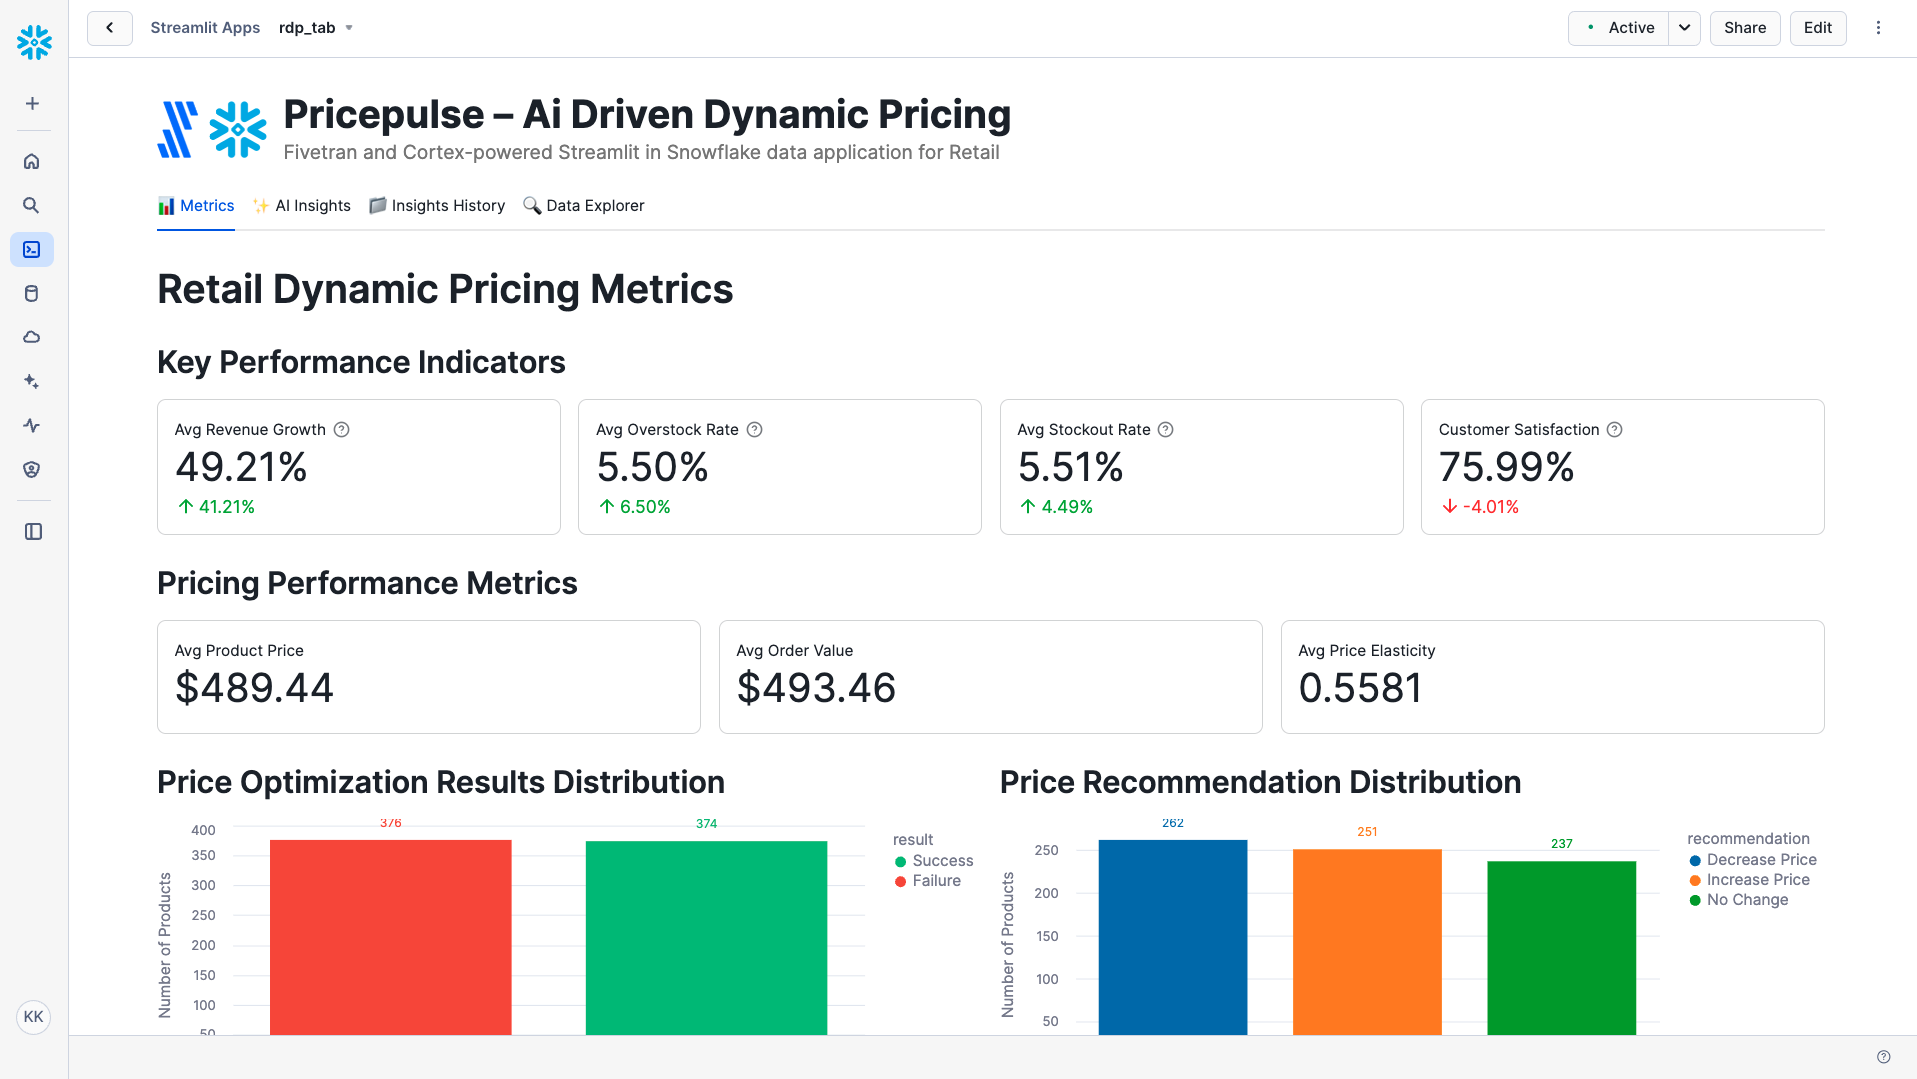 Streamlit Apps rdp_tab
Active
Share
Edit
Pricepulse – Ai Driven Dynamic Pricing
Fivetran and Cortex-powered Streamlit in Snowflake data application for Retail
Metrics
AI Insights
Insights History
Data Explorer
Retail Dynamic Pricing Metrics
Key Performance Indicators
Avg Revenue Growth
49.21%
41.21%
Avg Overstock Rate
5.50%
6.50%
Avg Stockout Rate
5.51%
4.49%
Customer Satisfaction
75.99%
-4.01%
Pricing Performance Metrics
Avg Product Price
$489.44
Avg Order Value
$493.46
Avg Price Elasticity
0.5581
Price Optimization Results Distribution
Number of Products
400
350
300
250
200
150
100
50
376
374
result
Success
Failure
Price Recommendation Distribution
Number of Products
250
200
150
100
50
262
251
237
recommendation
Decrease Price
Increase Price
No Change
KK